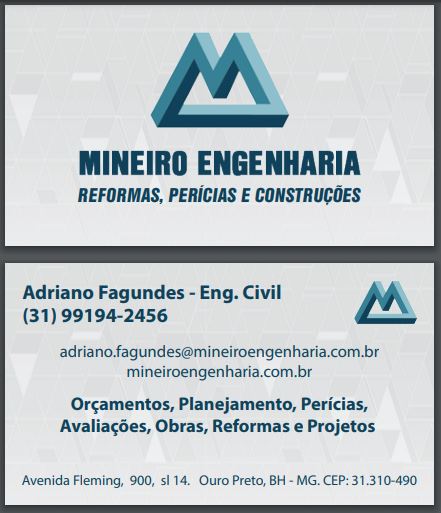 MINEIRO ENGENHARIA
REFORMAS, PERÍCIAS E CONSTRUÇÕES
Adriano Fagundes - Eng. Civil
(31) 99194-2456
adriano.fagundes@mineiroengenharia.com.br
mineiroengenharia.com.br
Orçamentos, Planejamento, Perícias,
Avaliações, Obras, Reformas e Projetos
Avenida Fleming, 900, sl 14. Ouro Preto, BH - MG. CEP: 31.310-490